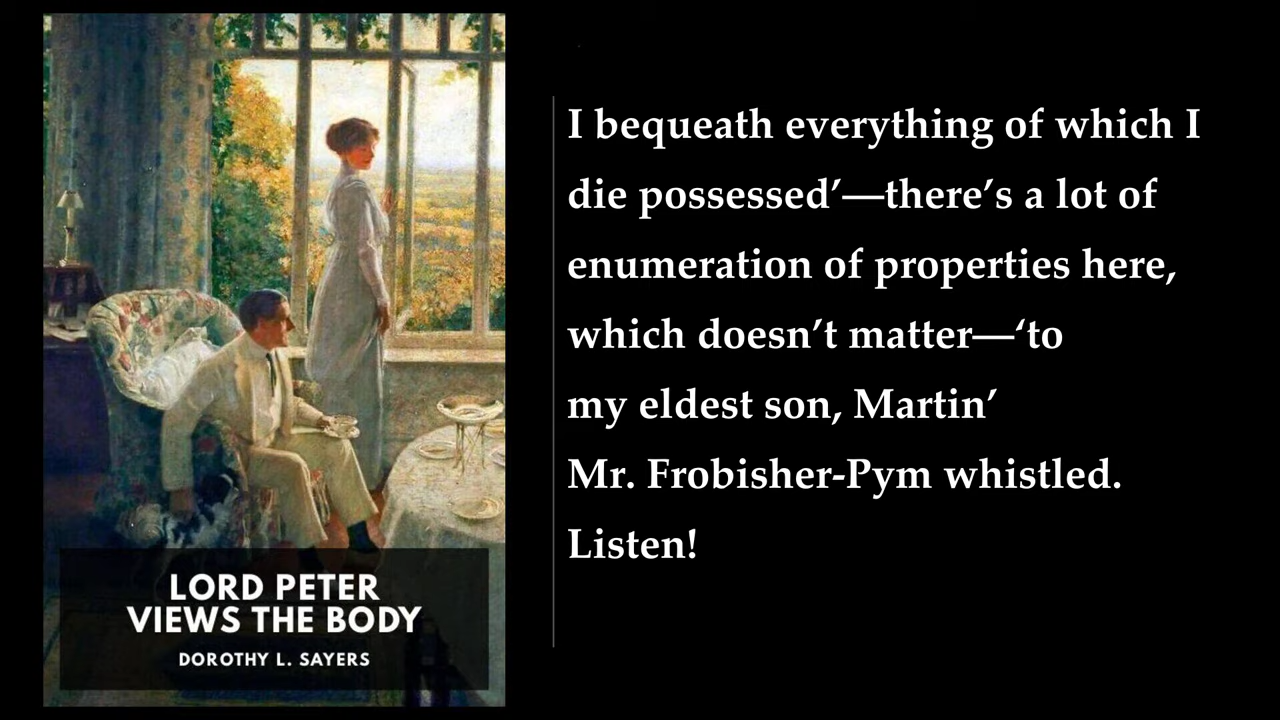 LORD PETER
VIEWS THE BODY
DOROTHY L. SAYERS
I bequeath everything of which I
die possessed’—there’s a lot of
enumeration of properties here,
which doesn’t matter—‘to
my eldest son, Martin’
Mr. Frobisher-Pym whistled.
Listen!